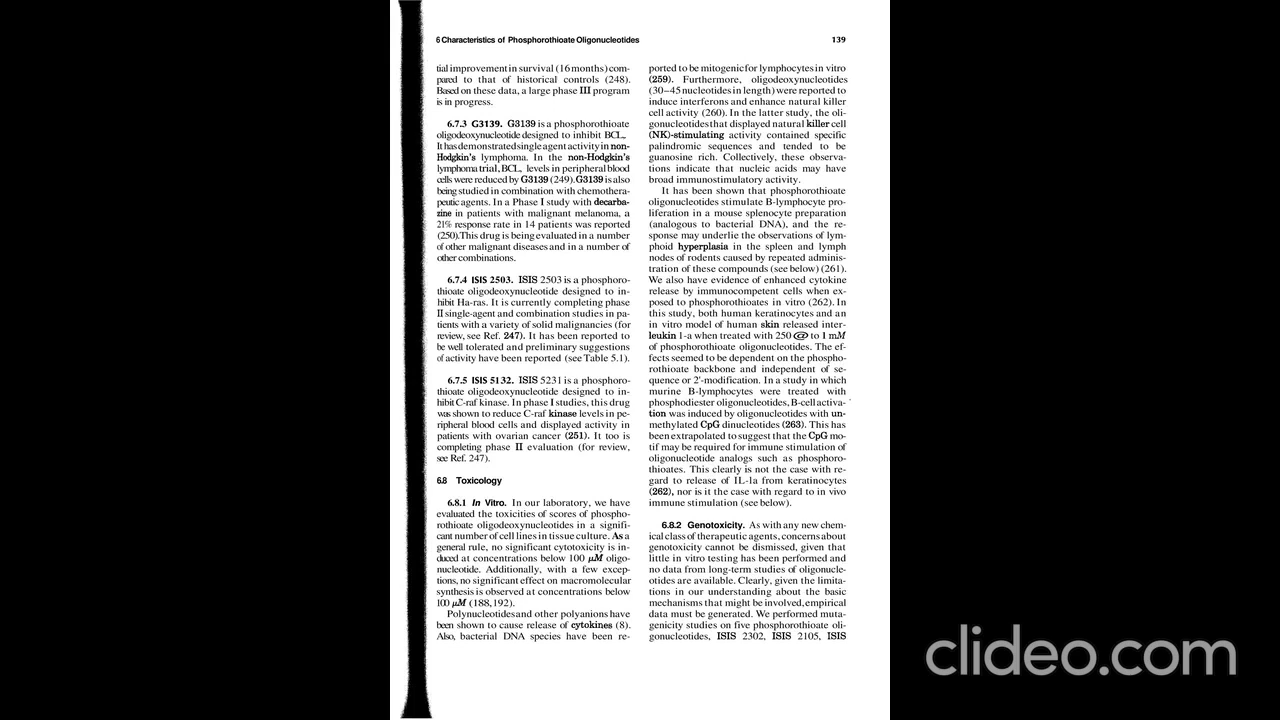 6 Characteristics of Phosphorothioate Oligonucleotides
139
tial improvement in survival (16 months) com-
pared to that of historical controls (248).
Based on these data, a large phase III program
is in progress.
6.7.3 G3139. G3139 is a phosphorothioate
oligodeoxynucleotide designed to inhibit BCL,
It has demonstrated single agent activity in non-
Hodgkin's lymphoma. In the non-Hodgkin's
lymphoma trial, BCL, levels in peripheral blood
cells were reduced by G3139 (249). G3139 is also
being studied in combination with chemothera-
peutic agents. In a Phase I study with decarba-
zine in patients with malignant melanoma, a
21% response rate in 14 patients was reported
(250). This drug is being evaluated in a number
of other malignant diseases and in a number of
other combinations.
6.7.4 ISIS 2503. ISIS 2503 is a phosphoro-
thioate oligodeoxynucleotide designed to in-
hibit Ha-ras. It is currently completing phase
II single-agent and combination studies in pa-
tients with a variety of solid malignancies (for
review, see Ref. 247). It has been reported to
be well tolerated and preliminary suggestions
of activity have been reported (see Table 5.1).
6.7.5 ISIS 5132. ISIS 5231 is a phosphoro-
thioate oligodeoxynucleotide designed to in-
hibit C-raf kinase. In phase I studies, this drug
was shown to reduce C-raf kinase levels in pe-
ripheral blood cells and displayed activity in
patients with ovarian cancer (251). It too is
completing phase II evaluation (for review,
see Ref. 247).
6.8 Toxicology
6.8.1 In Vitro. In our laboratory, we have
evaluated the toxicities of scores of phospho-
rothioate oligodeoxynucleotides in a signifi-
cant number of cell lines in tissue culture. As a
general rule, no significant cytotoxicity is in-
duced at concentrations below 100 μM oligo-
nucleotide. Additionally, with a few excep-
tions, no significant effect on macromolecular
synthesis is observed at concentrations below
100 μM (188,192).
Polynucleotides and other polyanions have
been shown to cause release of cytokines (8).
Also, bacterial DNA species have been re-
ported to be mitogenic for lymphocytes in vitro
(259). Furthermore, oligodeoxynucleotides
(30–45 nucleotides in length) were reported to
induce interferons and enhance natural killer
cell activity (260). In the latter study, the oli-
gonucleotides that displayed natural killer cell
(NK)-stimulating activity contained specific
palindromic sequences and tended to be
guanosine rich. Collectively, these observa-
tions indicate that nucleic acids may have
broad immunostimulatory activity.
It has been shown that phosphorothioate
oligonucleotides stimulate B-lymphocyte pro-
liferation in a mouse splenocyte preparation
(analogous to bacterial DNA), and the re-
sponse may underlie the observations of lym-
phoid hyperplasia in the spleen and lymph
nodes of rodents caused by repeated adminis-
tration of these compounds (see below) (261).
We also have evidence of enhanced cytokine
release by immunocompetent cells when ex-
posed to phosphorothioates in vitro (262). In
this study, both human keratinocytes and an
in vitro model of human skin released inter-
leukin 1-a when treated with 250 @ to 1 mM
of phosphorothioate oligonucleotides. The ef-
fects seemed to be dependent on the phospho-
rothioate backbone and independent of se-
quence or 2'-modification. In a study in which
murine B-lymphocytes were treated with
phosphodiester oligonucleotides, B-cell activa-
tion was induced by oligonucleotides with un-
methylated CpG dinucleotides (263). This has
been extrapolated to suggest that the CpG mo-
tif may be required for immune stimulation of
oligonucleotide analogs such as phosphoro-
thioates. This clearly is not the case with re-
gard to release of IL-1a from keratinocytes
(262), nor is it the case with regard to in vivo
immune stimulation (see below).
6.8.2 Genotoxicity. As with any new chem-
ical class of therapeutic agents, concerns about
genotoxicity cannot be dismissed, given that
little in vitro testing has been performed and
no data from long-term studies of oligonucle-
otides are available. Clearly, given the limita-
tions in our understanding about the basic
mechanisms that might be involved, empirical
data must be generated. We performed muta-
genicity studies on five phosphorothioate oli-
gonucleotides, ISIS 2302, ISIS 2105, ISIS
clideo.com